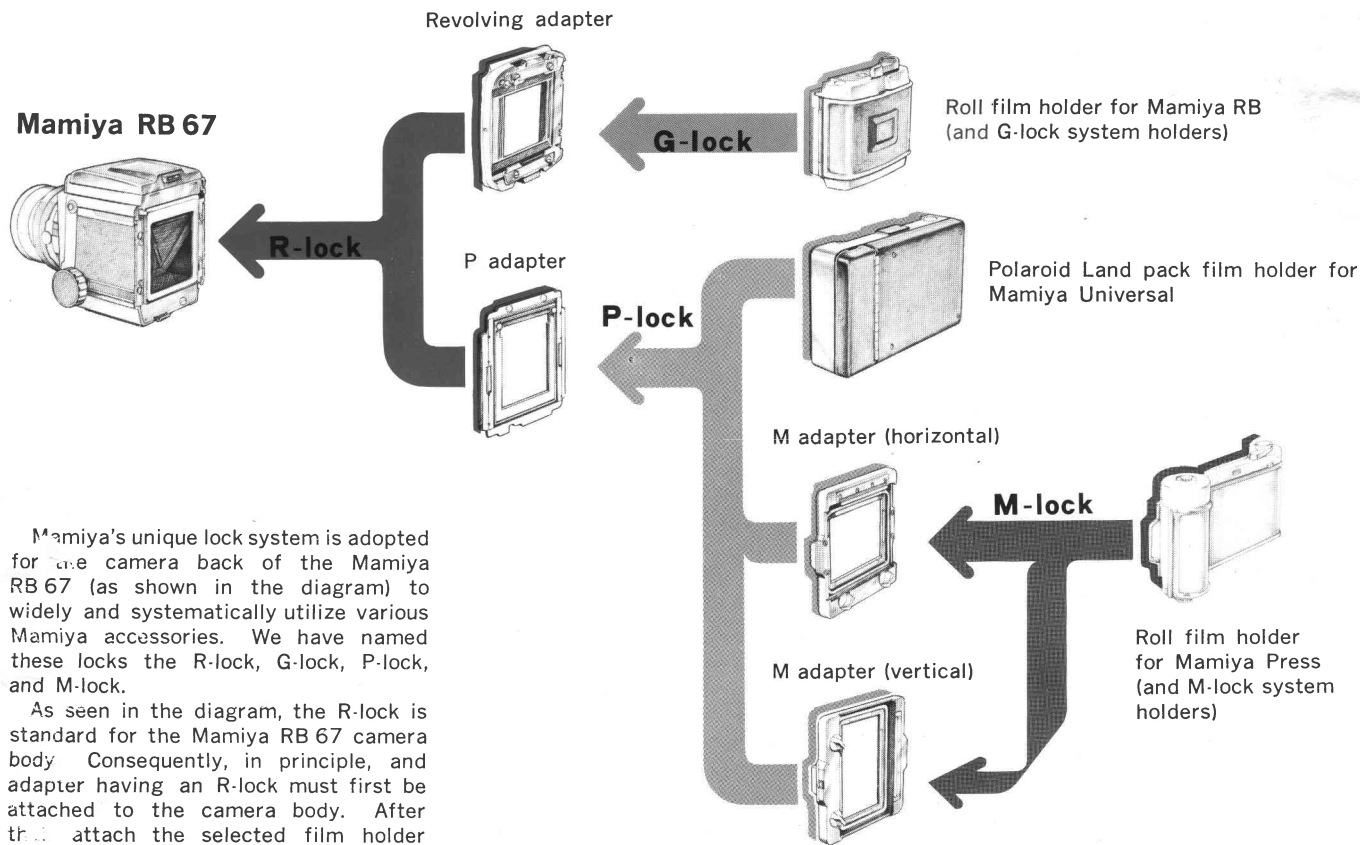 Revolving adapter
Mamiya RB 67
G-lock
Roll film holder for Mamiya RB
(and G-lock system holders)
R-lock
P adapter
P-lock
Polaroid Land pack film holder for
Mamiya Universal
M adapter (horizontal)
M-lock
Roll film holder
for Mamiya Press
(and M-lock system
holders)
M adapter (vertical)
Mamiya's unique lock system is adopted
for the camera back of the Mamiya
RB 67 (as shown in the diagram) to
widely and systematically utilize various
Mamiya accessories. We have named
these locks the R-lock, G-lock, P-lock,
and M-lock.
As seen in the diagram, the R-lock is
standard for the Mamiya RB 67 camera
body Consequently, in principle, and
adapter having an R-lock must first be
attached to the camera body. After
attach the selected film holder